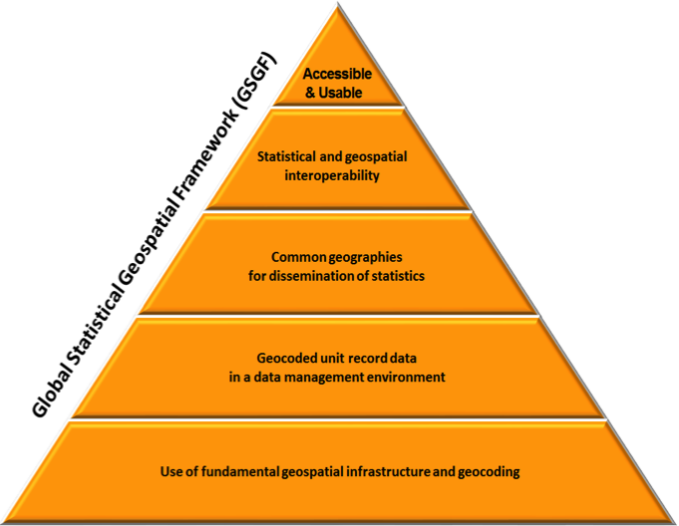 Global Statistical Geospatial Framework (GSGF)
Accessible
& Usable
Statistical and geospatial
interoperability
Common geographies
for dissemination of statistics
Geocoded unit record data
in a data management environment
Use of fundamental geospatial infrastructure and geocoding